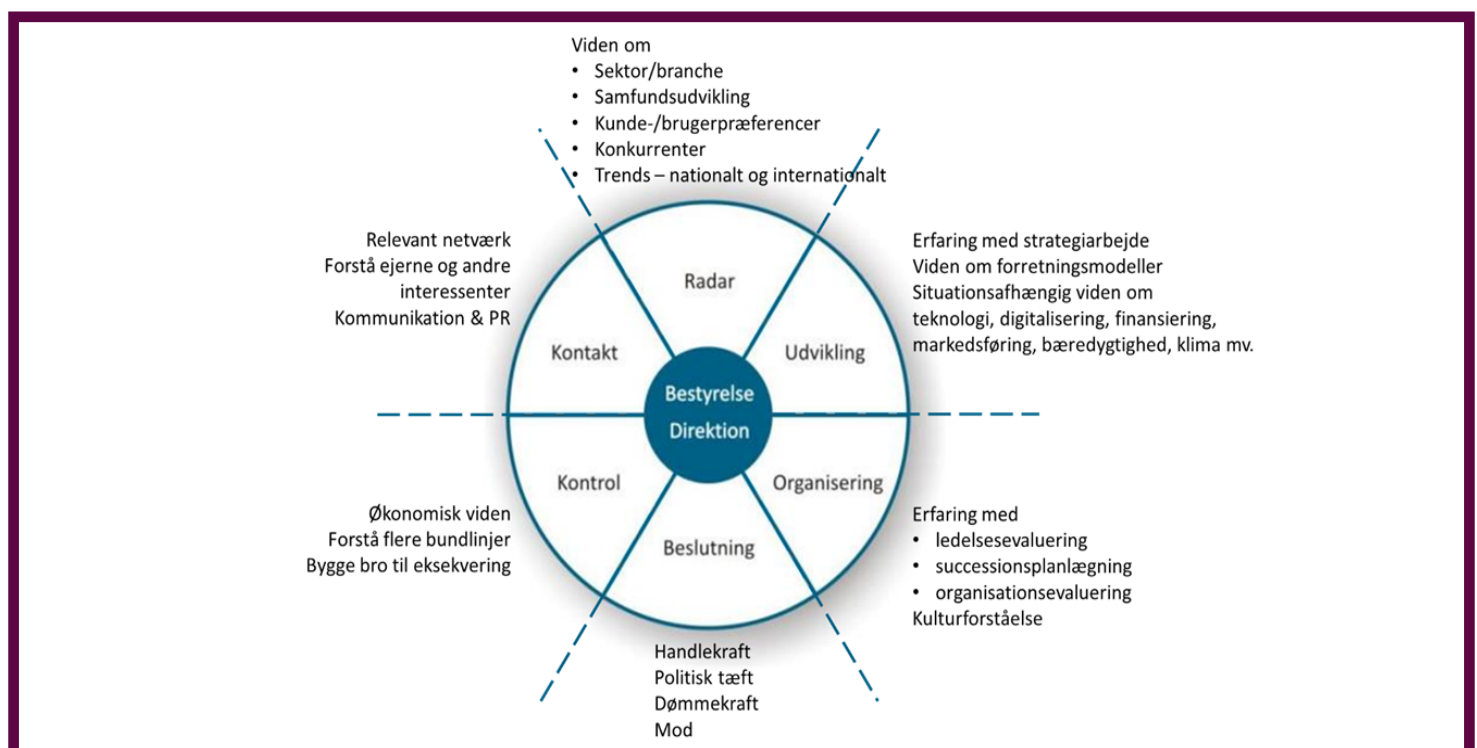 Viden om
• Sektor/branche
• Samfundsudvikling
• Kunde-/brugerpræferencer
• Konkurrenter
• Trends – nationalt og internationalt
Relevant netværk
Forstå ejerne og andre
interessenter
Kommunikation & PR
Erfaring med strategiarbejde
Viden om forretningsmodeller
Situationsafhængig viden om
teknologi, digitalisering, finansiering,
markedsføring, bæredygtighed, klima mv.
Radar
Kontakt
Udvikling
Bestyrelse
Direktion
Kontrol
Organisering
Beslutning
Økonomisk viden
Forstå flere bundlinjer
Bygge bro til eksekvering
Erfaring med
• ledelsesevaluering
• successionsplanlægning
• organisationsevaluering
Kulturforståelse
Handlekraft
Politisk tæft
Dømmekraft
Mod